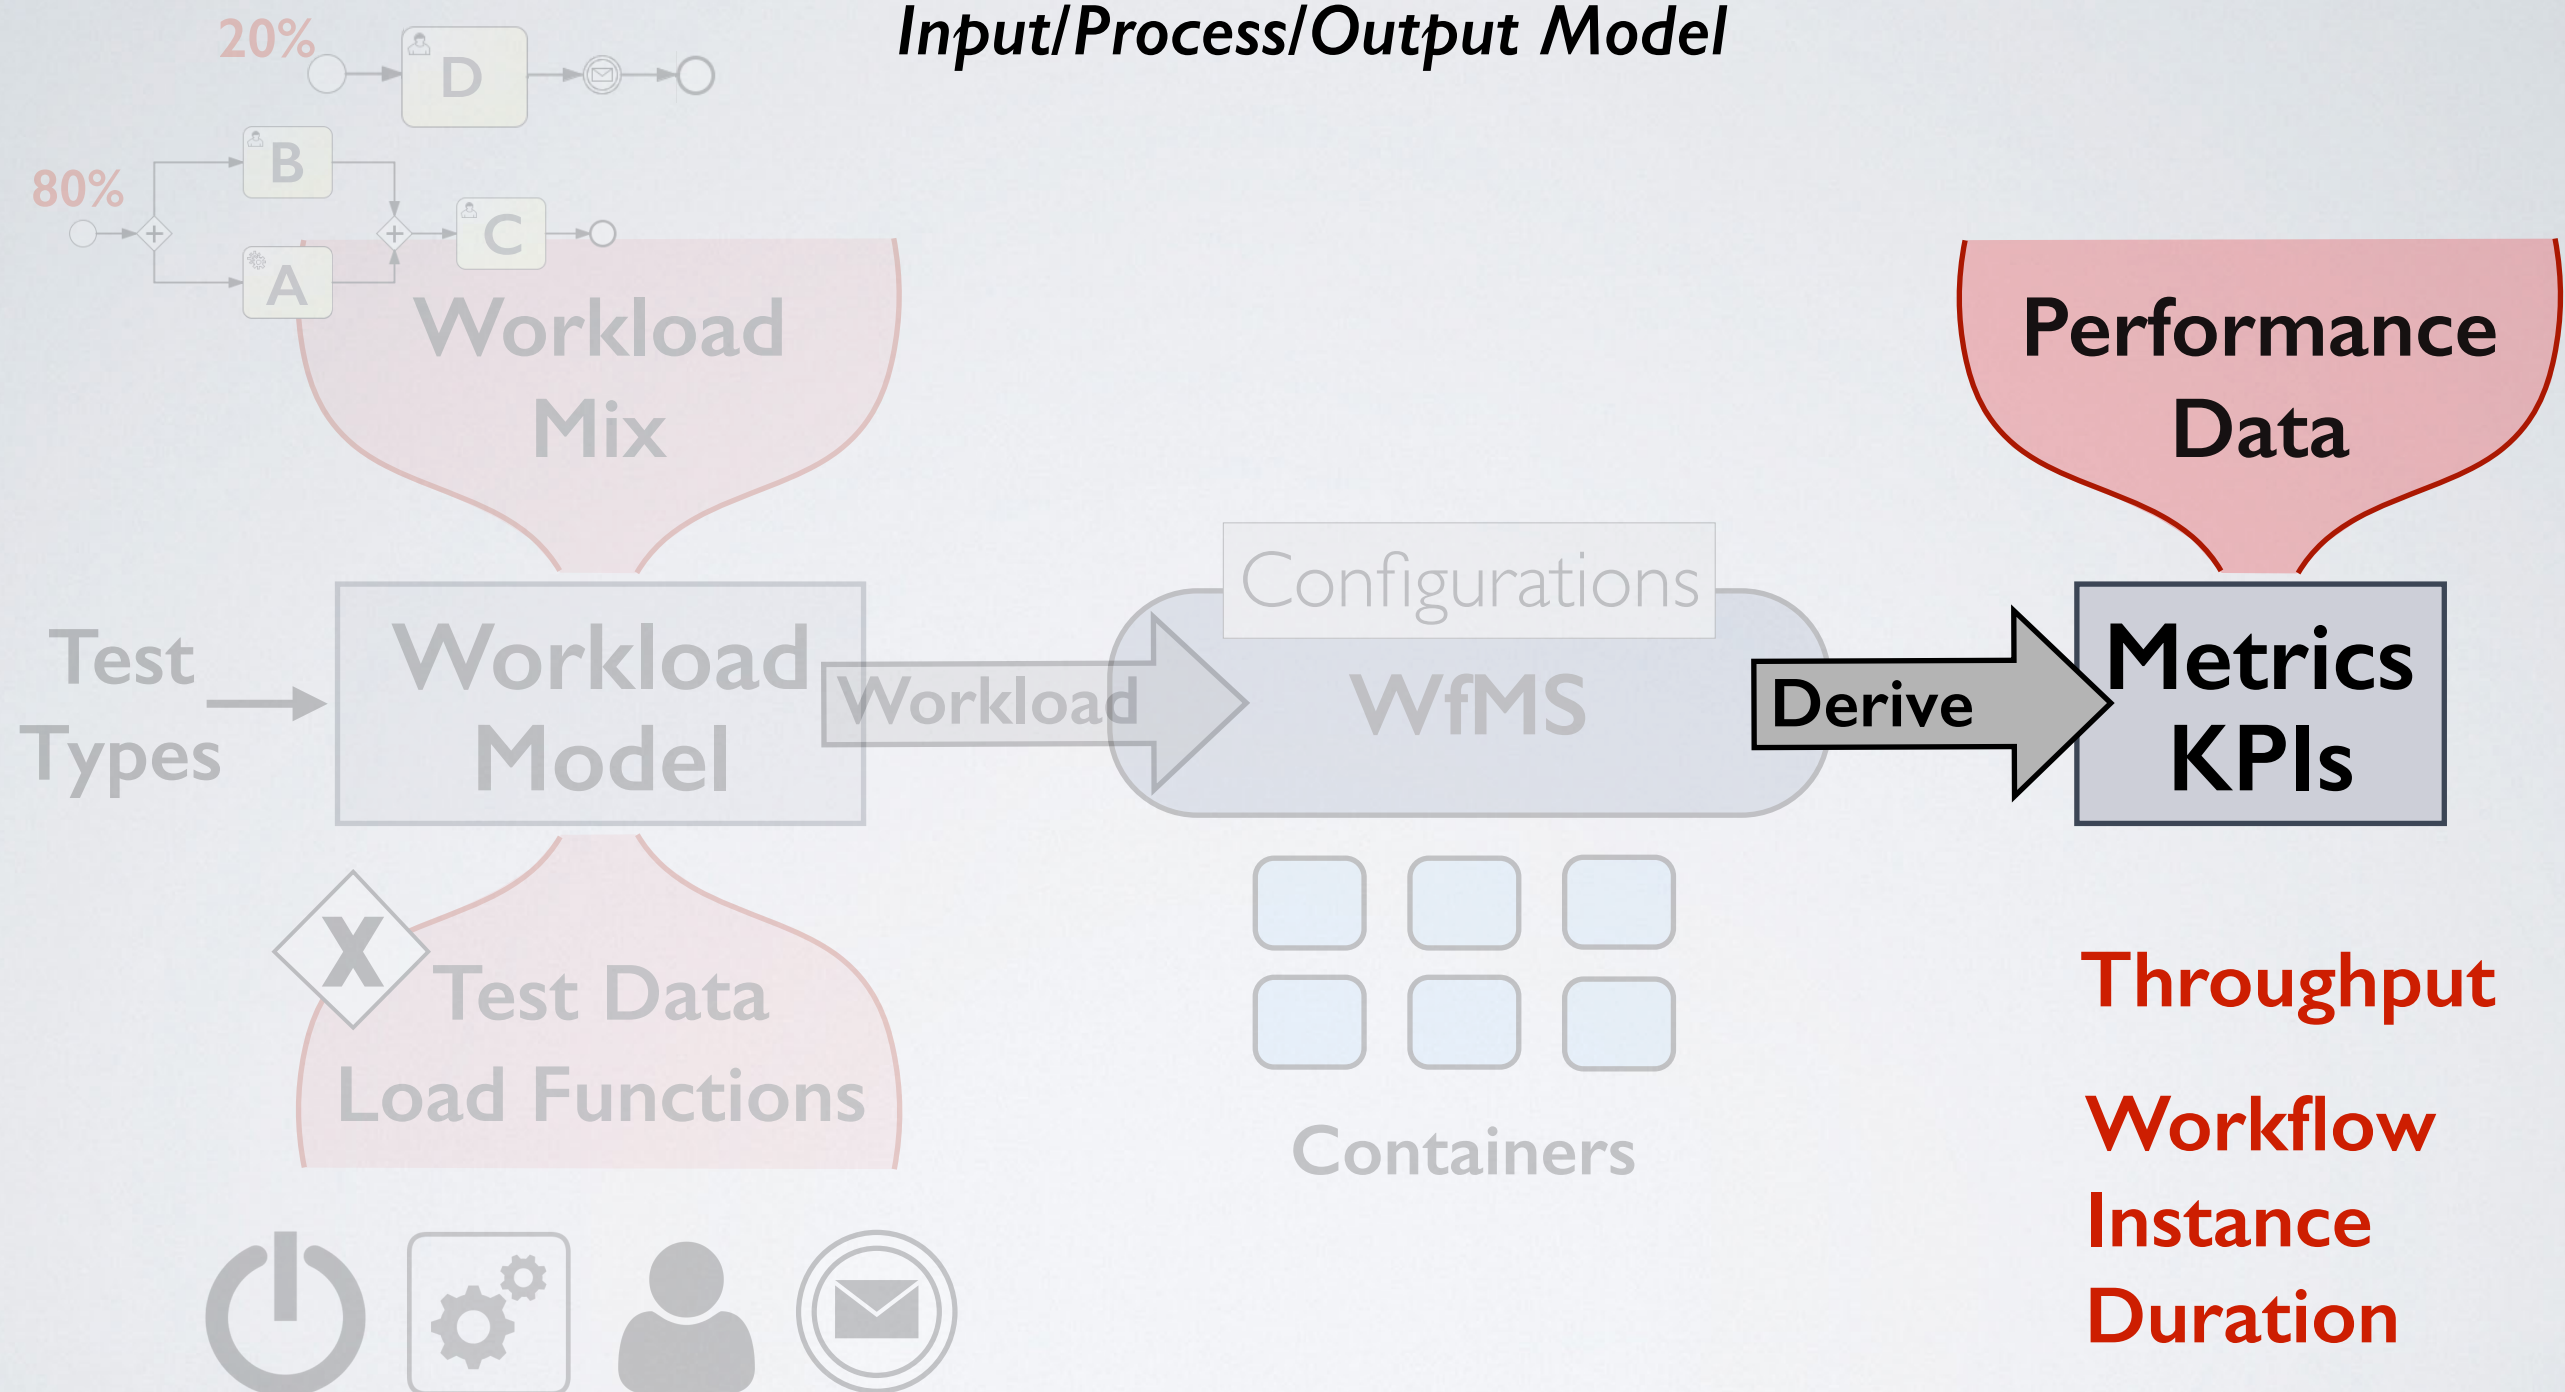 Input/Process/Output Model
20%
D
80%
B
A
C
Workload
Mix
Performance
Data
Test
Types
Workload
Model
Workload
Configurations
WfMS
Derive
Metrics
KPIs
X
Test Data
Load Functions
Containers
Throughput
Workflow
Instance
Duration